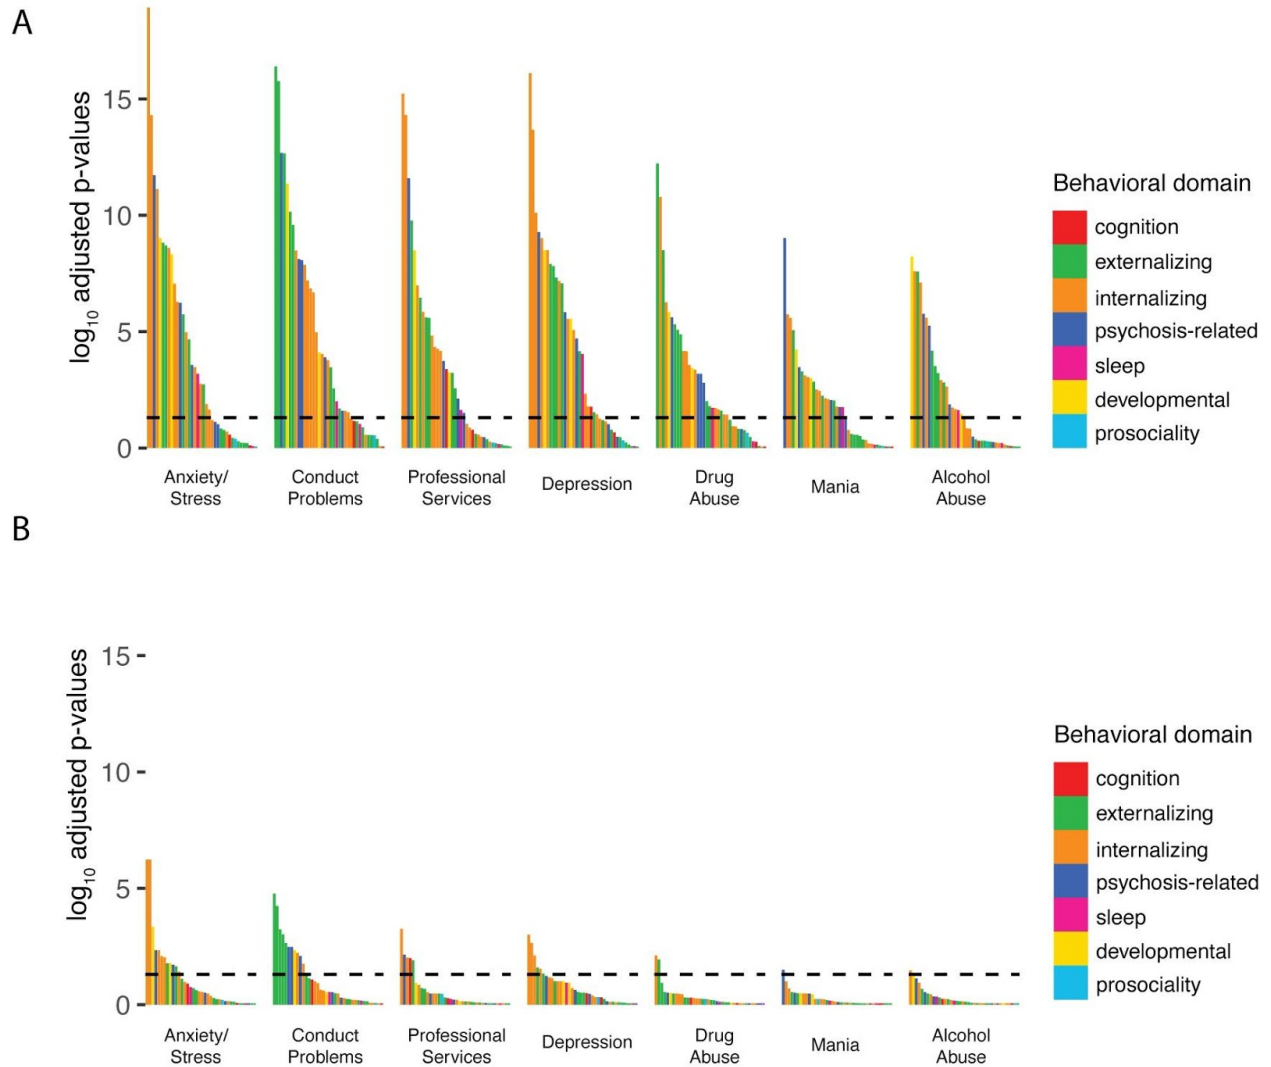 A
log10 adjusted p-values
15
10
5
0
Anxiety/
Stress
Conduct
Problems
Professional
Services
Depression
Drug
Abuse
Mania
Alcohol
Abuse
Behavioral domain
cognition
externalizing
internalizing
psychosis-related
sleep
developmental
prosociality
B
log10 adjusted p-values
15
10
5
0
Anxiety/
Stress
Conduct
Problems
Professional
Services
Depression
Drug
Abuse
Mania
Alcohol
Abuse
Behavioral domain
cognition
externalizing
internalizing
psychosis-related
sleep
developmental
prosociality